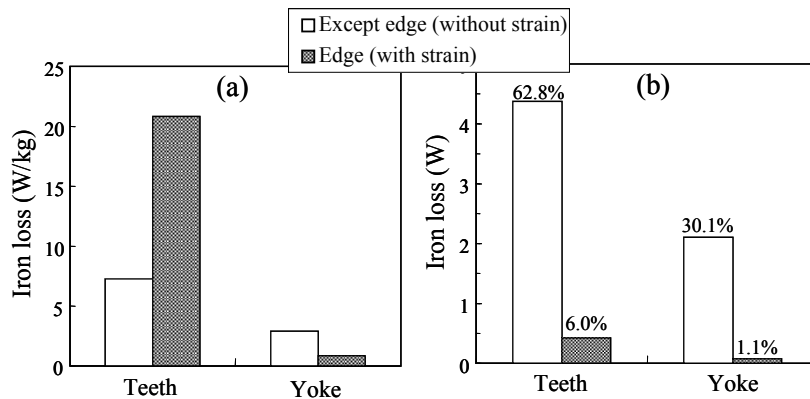 Except edge (without strain)
Edge (with strain)
(a)
Iron loss (W/kg)
25
20
15
10
5
0
Teeth
Yoke
(b)
Iron loss (W)
4
3
2
1
0
62.8%
6.0%
30.1%
1.1%
Teeth
Yoke